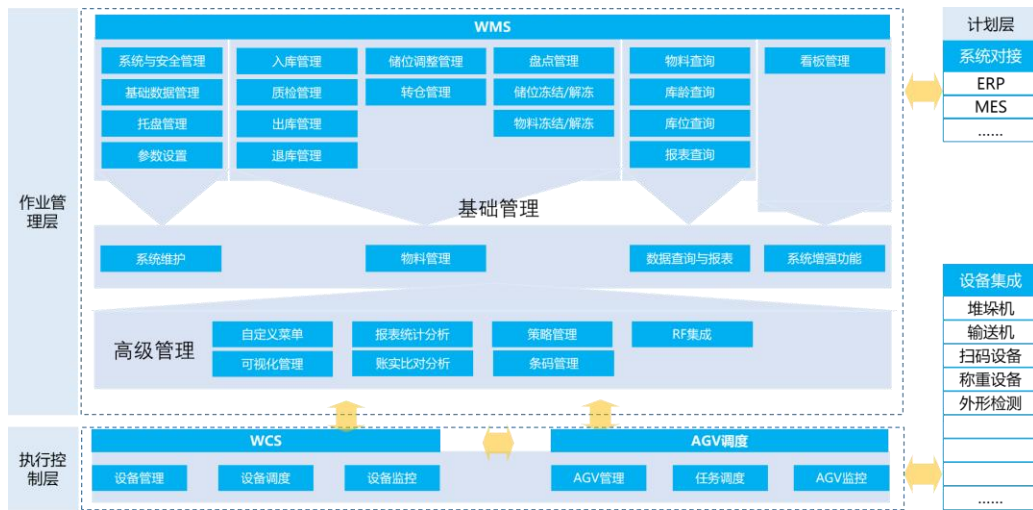 WMS
系统与安全管理
入库管理
储位调整管理
盘点管理
物料查询
看板管理
基础数据管理
质检管理
转仓管理
储位冻结/解冻
库龄查询
托盘管理
出库管理
物料冻结/解冻
库位查询
参数设置
退库管理
报表查询
作业管
理层
基础管理
系统维护
物料管理
数据查询与报表
系统增强功能
高级管理
自定义菜单
报表统计分析
策略管理
RF集成
可视化管理
账实比对分析
条码管理
执行控
制层
WCS
设备管理
设备调度
设备监控
AGV调度
AGV管理
任务调度
AGV监控
计划层
系统对接
ERP
MES
......
设备集成
堆垛机
输送机
扫码设备
称重设备
外形检测
......